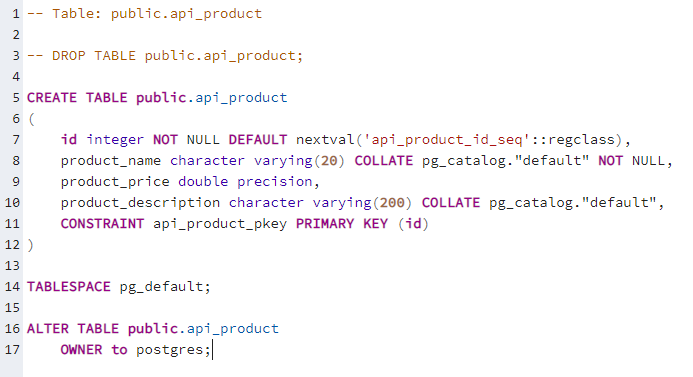 1 -- Table: public.api_product
2
3 -- DROP TABLE public.api_product;
4
5 CREATE TABLE public.api_product
6 (
7     id integer NOT NULL DEFAULT nextval('api_product_id_seq'::regclass),
8     product_name character varying(20) COLLATE pg_catalog."default" NOT NULL,
9     product_price double precision,
10     product_description character varying(200) COLLATE pg_catalog."default",
11     CONSTRAINT api_product_pkey PRIMARY KEY (id)
12 )
13
14 TABLESPACE pg_default;
15
16 ALTER TABLE public.api_product
17     OWNER to postgres;